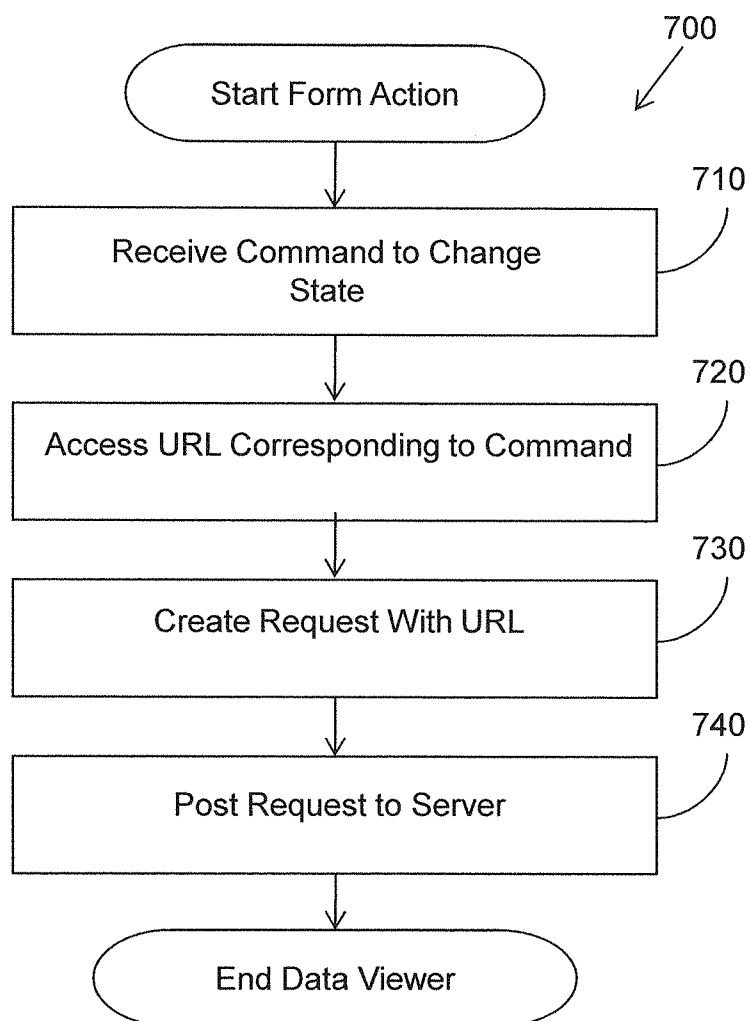 700
Start Form Action
710
Receive Command to Change
State
720
Access URL Corresponding to Command
730
Create Request With URL
740
Post Request to Server
End Data Viewer